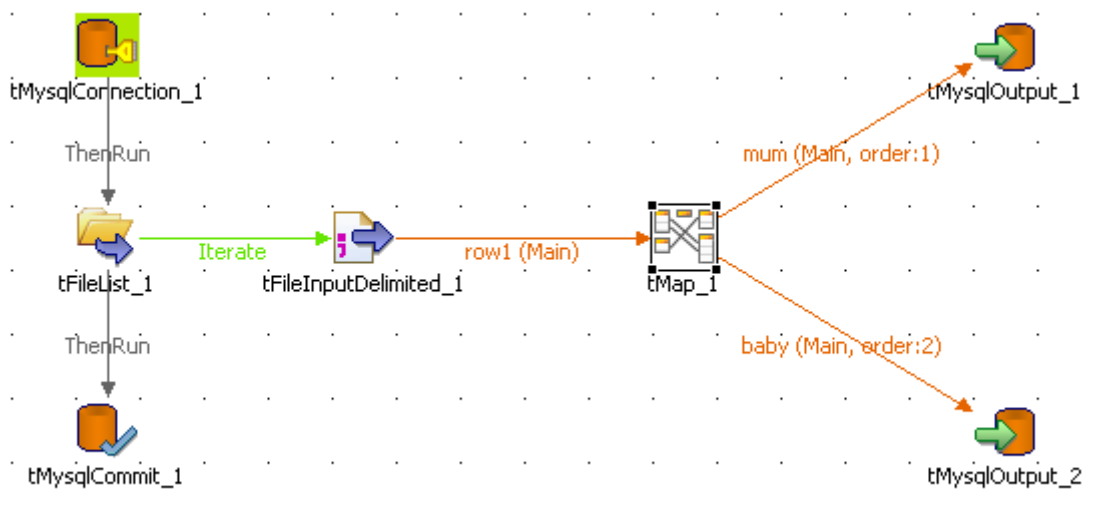 tMysqlConnection_1
tMysqlOutput_1
ThenRun
mum (Main, order:1)
Iterate
row1 (Main)
tFileList_1
tFileInputDelimited_1
tMap_1
ThenRun
baby (Main, order:2)
tMysqlCommit_1
tMysqlOutput_2